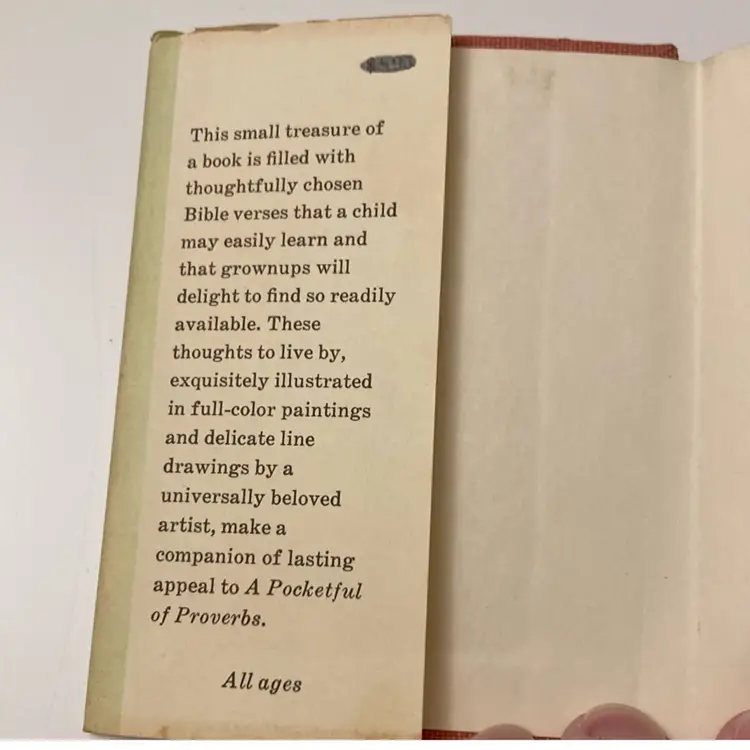 This small treasure of
a book is filled with
thoughtfully chosen
Bible verses that a child
may easily learn and
that grownups will
delight to find so readily
available. These
thoughts to live by,
exquisitely illustrated
in full-color paintings
and delicate line
drawings by a
universally beloved
artist, make a
companion of lasting
appeal to A Pocketful
of Proverbs.
All ages